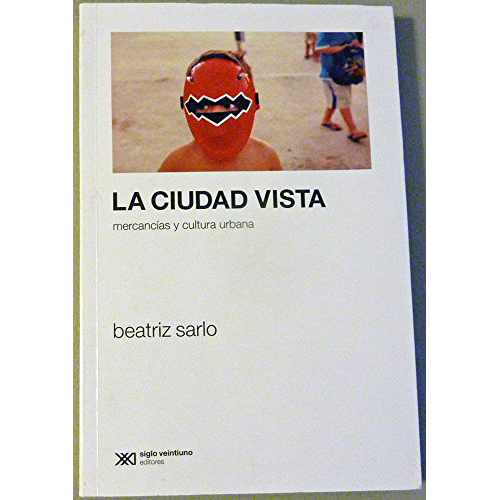 LA CIUDAD VISTA
mercancías y cultura urbana
beatriz sarlo
siglo veintiuno
editores